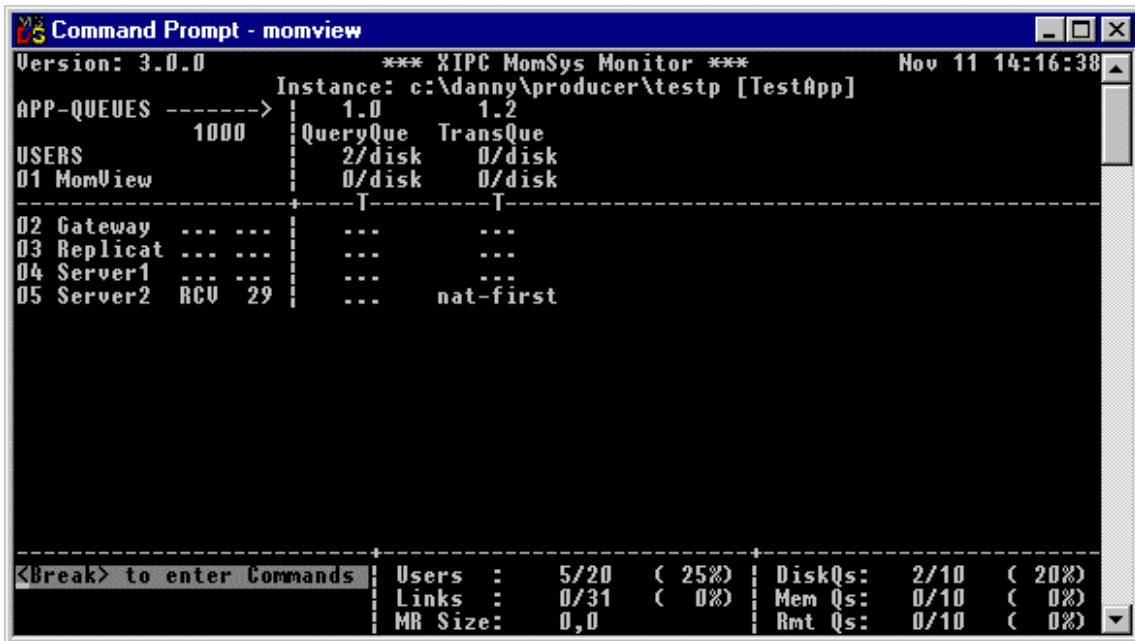 Command Prompt - momview
Version: 3.0.0 *** XIPC MomSys Monitor *** Nov 11 14:16:38
Instance: c:\danny\producer\testp [TestApp]
APP-QUEUES --------> | 1.0 1.2
1000 |QueryQue TransQue
USERS | 2/disk 0/disk
01 MomView | 0/disk 0/disk
----------------------+----T---------T--------------------------------------------
02 Gateway ... ... | ... ...
03 Replicat ... ... | ... ...
04 Server1 ... ... | ... ...
05 Server2 RCV 29 | ... nat-first
-----------------------------+------------------------------+---------------------------
<Break> to enter Commands | Users : 5/20 ( 25%) | DiskQs: 2/10 ( 20%)
| Links : 0/31 ( 0%) | Mem Qs: 0/10 ( 0%)
| MR Size: 0,0 | Rmt Qs: 0/10 ( 0%)